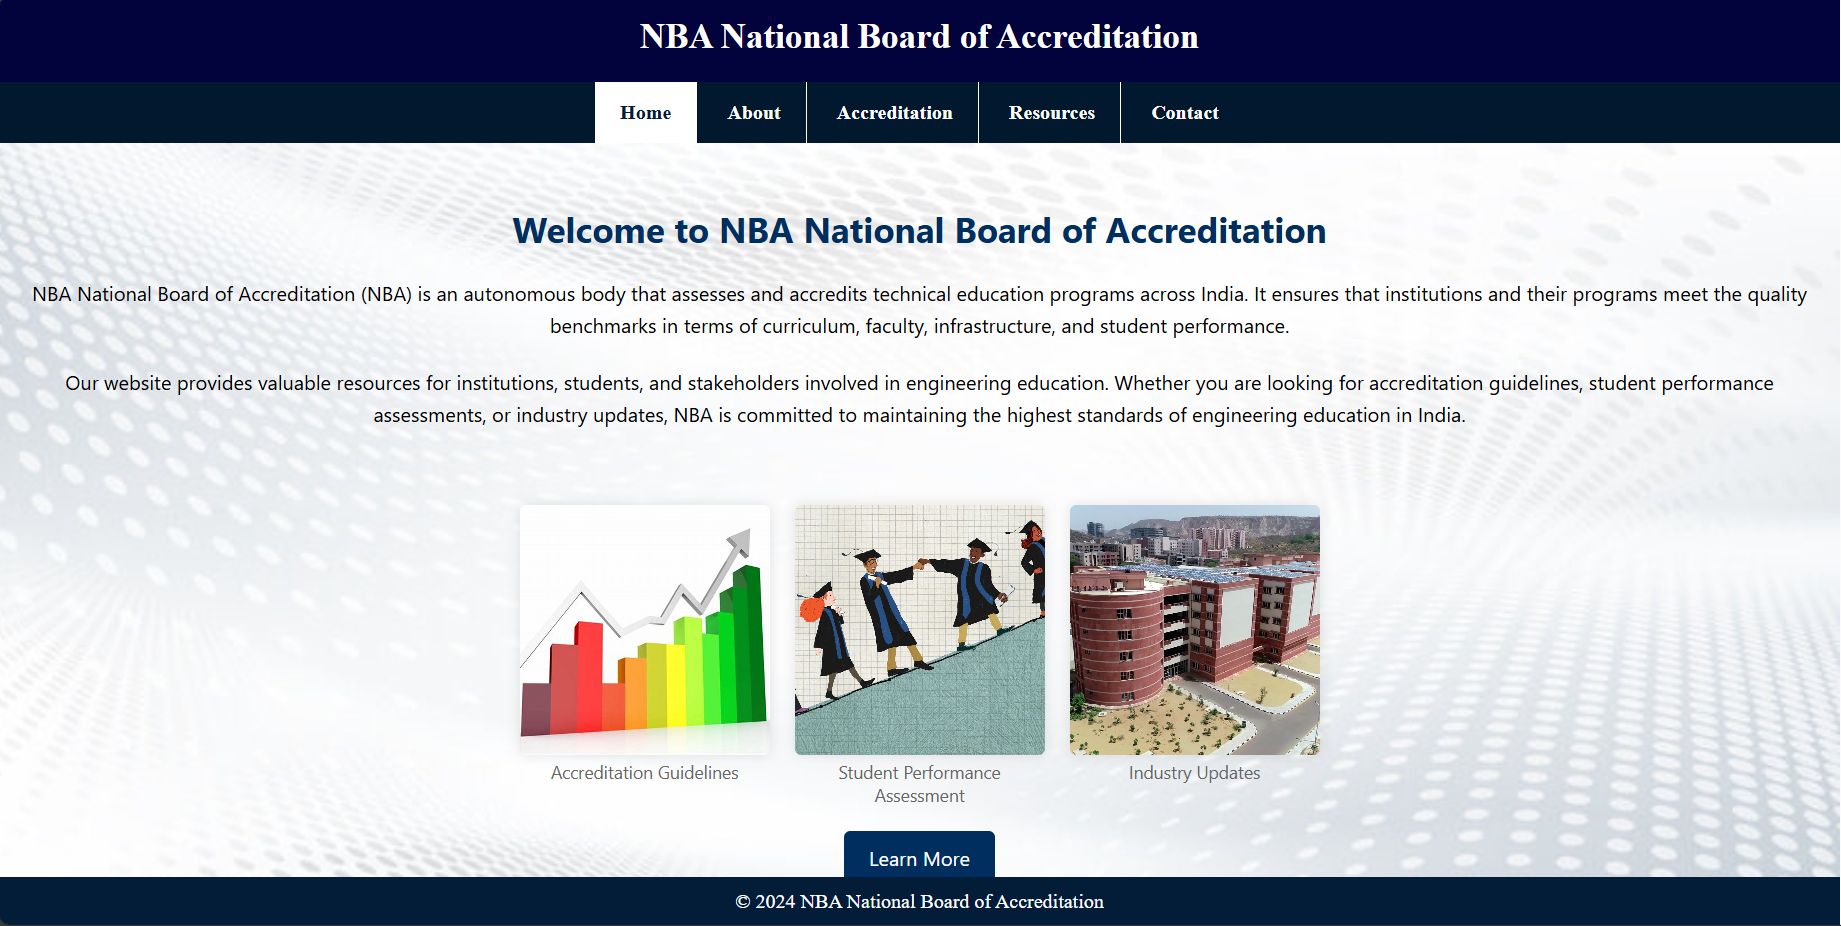 NBA National Board of Accreditation
Home
About
Accreditation
Resources
Contact
Welcome to NBA National Board of Accreditation
NBA National Board of Accreditation (NBA) is an autonomous body that assesses and accredits technical education programs across India. It ensures that institutions and their programs meet the quality
benchmarks in terms of curriculum, faculty, infrastructure, and student performance.
Our website provides valuable resources for institutions, students, and stakeholders involved in engineering education. Whether you are looking for accreditation guidelines, student performance
assessments, or industry updates, NBA is committed to maintaining the highest standards of engineering education in India.
Accreditation Guidelines
Student Performance
Assessment
Industry Updates
Learn More
© 2024 NBA National Board of Accreditation